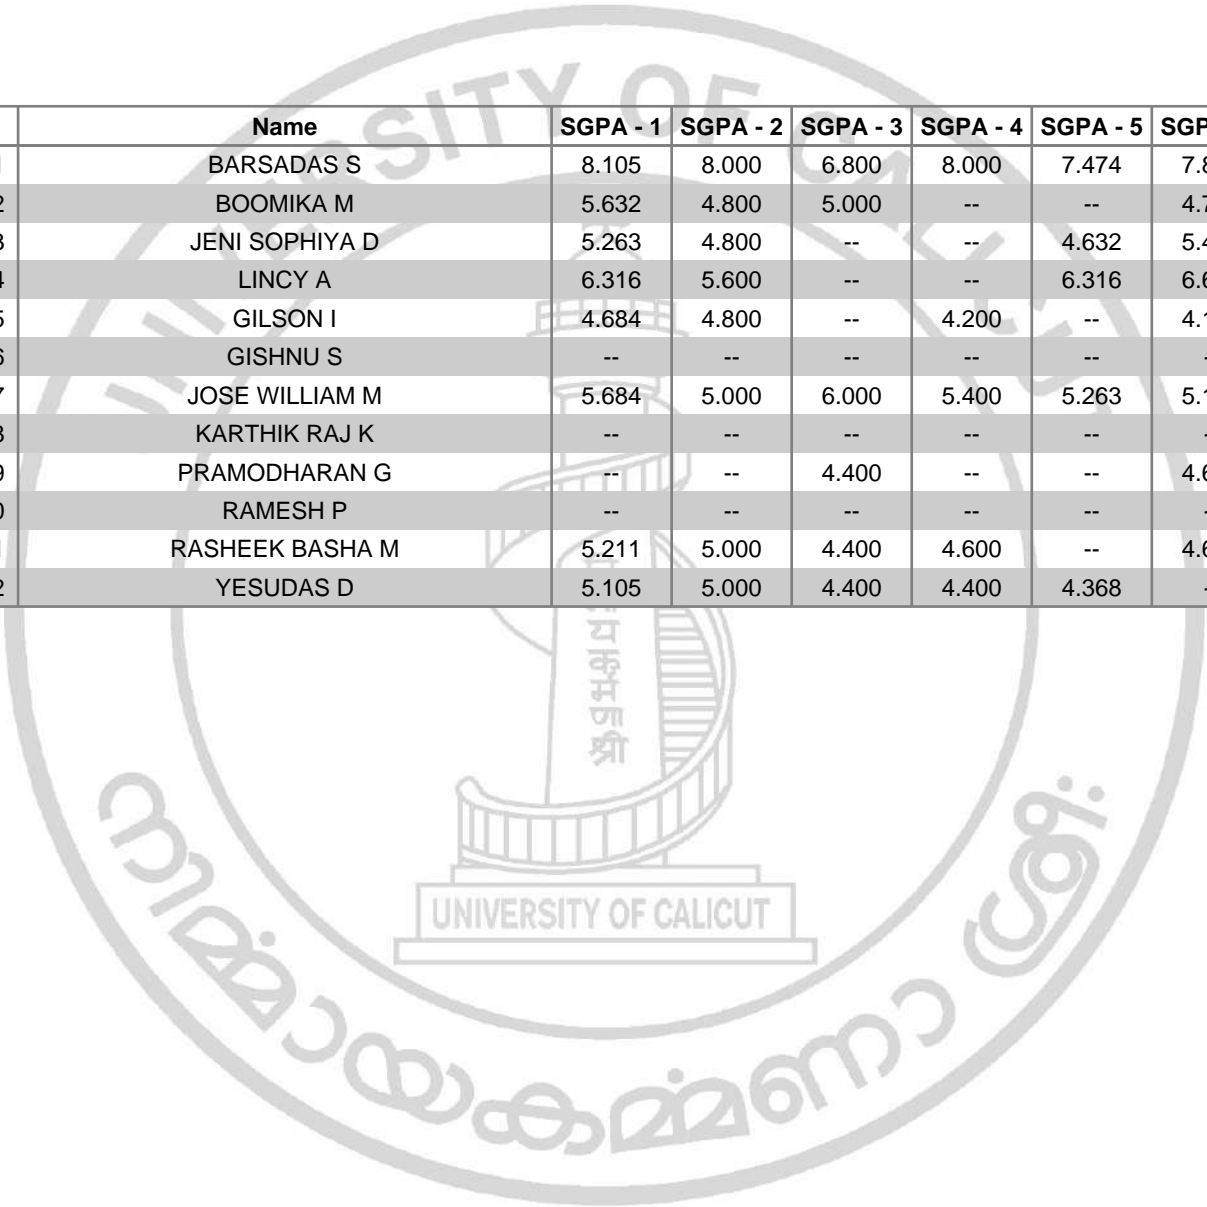 UNIVERSITY OF CALICUT
Name SGPA - 1 SGPA - 2 SGPA - 3 SGPA - 4 SGPA - 5
BARSADAS S 8.105 8.000 6.800 8.000 7.474
BOOMIKA M 5.632 4.800 5.000 -- --
JENI SOPHIYA D 5.263 4.800 -- -- 4.632
LINCY A 6.316 5.600 -- -- 6.316
GILSON I 4.684 4.800 -- 4.200 --
GISHNU S -- -- -- -- --
JOSE WILLIAM M 5.684 5.000 6.000 5.400 5.263
KARTHIK RAJ K -- -- -- -- --
PRAMODHARAN G -- -- 4.400 -- --
RAMESH P -- -- -- -- --
RASHEEK BASHA M 5.211 5.000 4.400 4.600 --
YESUDAS D 5.105 5.000 4.400 4.400 4.368
UNIVERSITY OF CALICUT